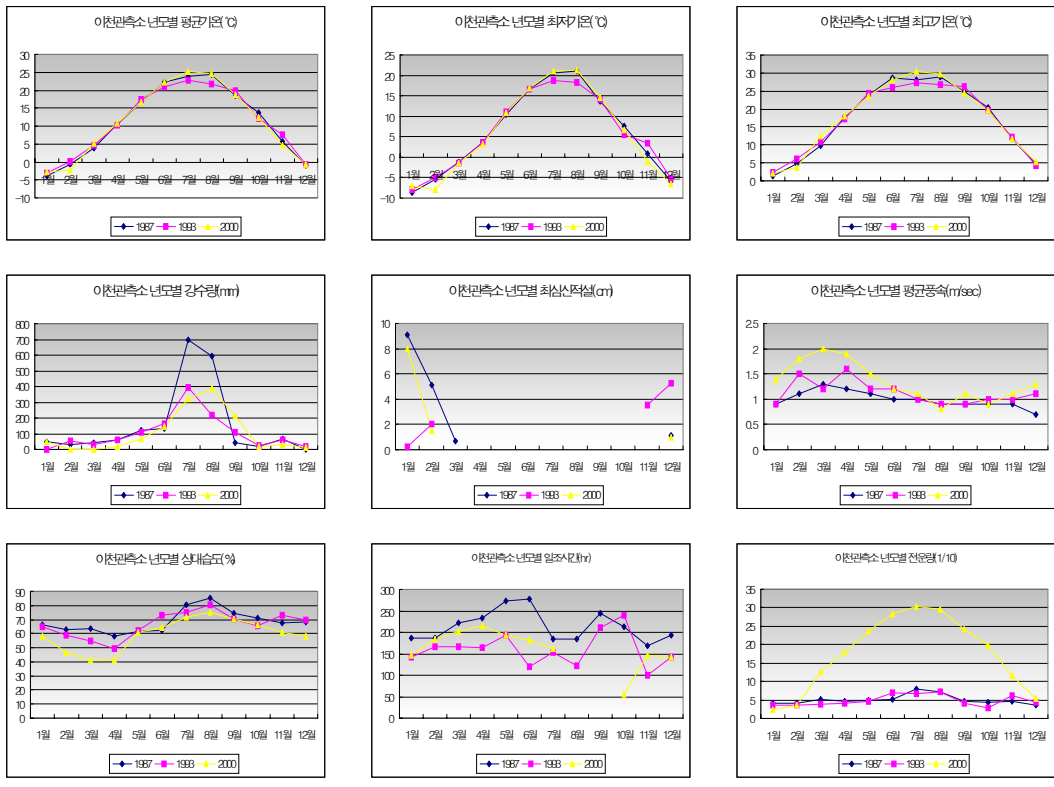 이천관측소 년도별 평균기온(℃)
30
25
20
15
10
5
0
-5
-10
1월 2월 3월 4월 5월 6월 7월 8월 9월 10월 11월 12월
1987 1993 2000
이천관측소 년도별 최저기온(℃)
25
20
15
10
5
0
-5
-10
1월 2월 3월 4월 5월 6월 7월 8월 9월 10월 11월 12월
1987 1993 2000
이천관측소 년도별 최고기온(℃)
35
30
25
20
15
10
5
0
1월 2월 3월 4월 5월 6월 7월 8월 9월 10월 11월 12월
1987 1993 2000
이천관측소 년도별 강수량(mm)
800
700
600
500
400
300
200
100
0
1월 2월 3월 4월 5월 6월 7월 8월 9월 10월 11월 12월
1987 1993 2000
이천관측소 년도별 최심신적설(cm)
10
8
6
4
2
0
1월 2월 3월 4월 5월 6월 7월 8월 9월 10월 11월 12월
1987 1993 2000
이천관측소 년도별 평균풍속(m/sec)
2.5
2
1.5
1
0.5
0
1월 2월 3월 4월 5월 6월 7월 8월 9월 10월 11월 12월
1987 1993 2000
이천관측소 년도별 상대습도(%)
90
80
70
60
50
40
30
20
10
0
1월 2월 3월 4월 5월 6월 7월 8월 9월 10월 11월 12월
1987 1993 2000
이천관측소 년도별 일조시간(hr)
300
250
200
150
100
50
0
1월 2월 3월 4월 5월 6월 7월 8월 9월 10월 11월 12월
1987 1993 2000
이천관측소 년도별 전운량(1/10)
35
30
25
20
15
10
5
0
1월 2월 3월 4월 5월 6월 7월 8월 9월 10월 11월 12월
1987 1993 2000